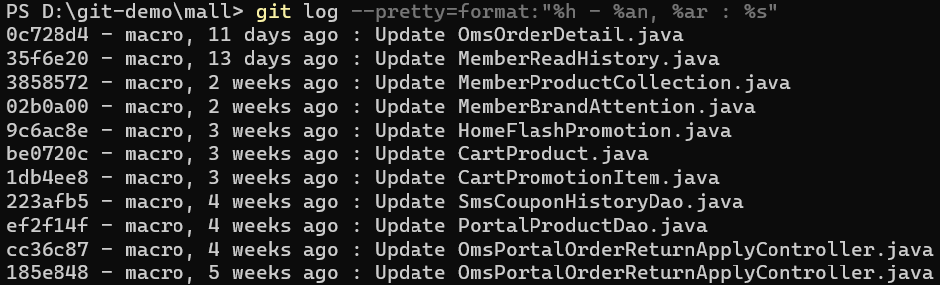 PS D:\git-demo\mall> git log --pretty=format:"%h - %an, %ar : %s"
0c728d4 - macro, 11 days ago : Update OmsOrderDetail.java
35f6e20 - macro, 13 days ago : Update MemberReadHistory.java
3858572 - macro, 2 weeks ago : Update MemberProductCollection.java
02b0a00 - macro, 2 weeks ago : Update MemberBrandAttention.java
9c6ac8e - macro, 3 weeks ago : Update HomeFlashPromotion.java
be0720c - macro, 3 weeks ago : Update CartProduct.java
1db4ee8 - macro, 3 weeks ago : Update CartPromotionItem.java
223afb5 - macro, 4 weeks ago : Update SmsCouponHistoryDao.java
ef2f14f - macro, 4 weeks ago : Update PortalProductDao.java
cc36c87 - macro, 4 weeks ago : Update OmsPortalOrderReturnApplyController.java
185e848 - macro, 5 weeks ago : Update OmsPortalOrderReturnApplyController.java